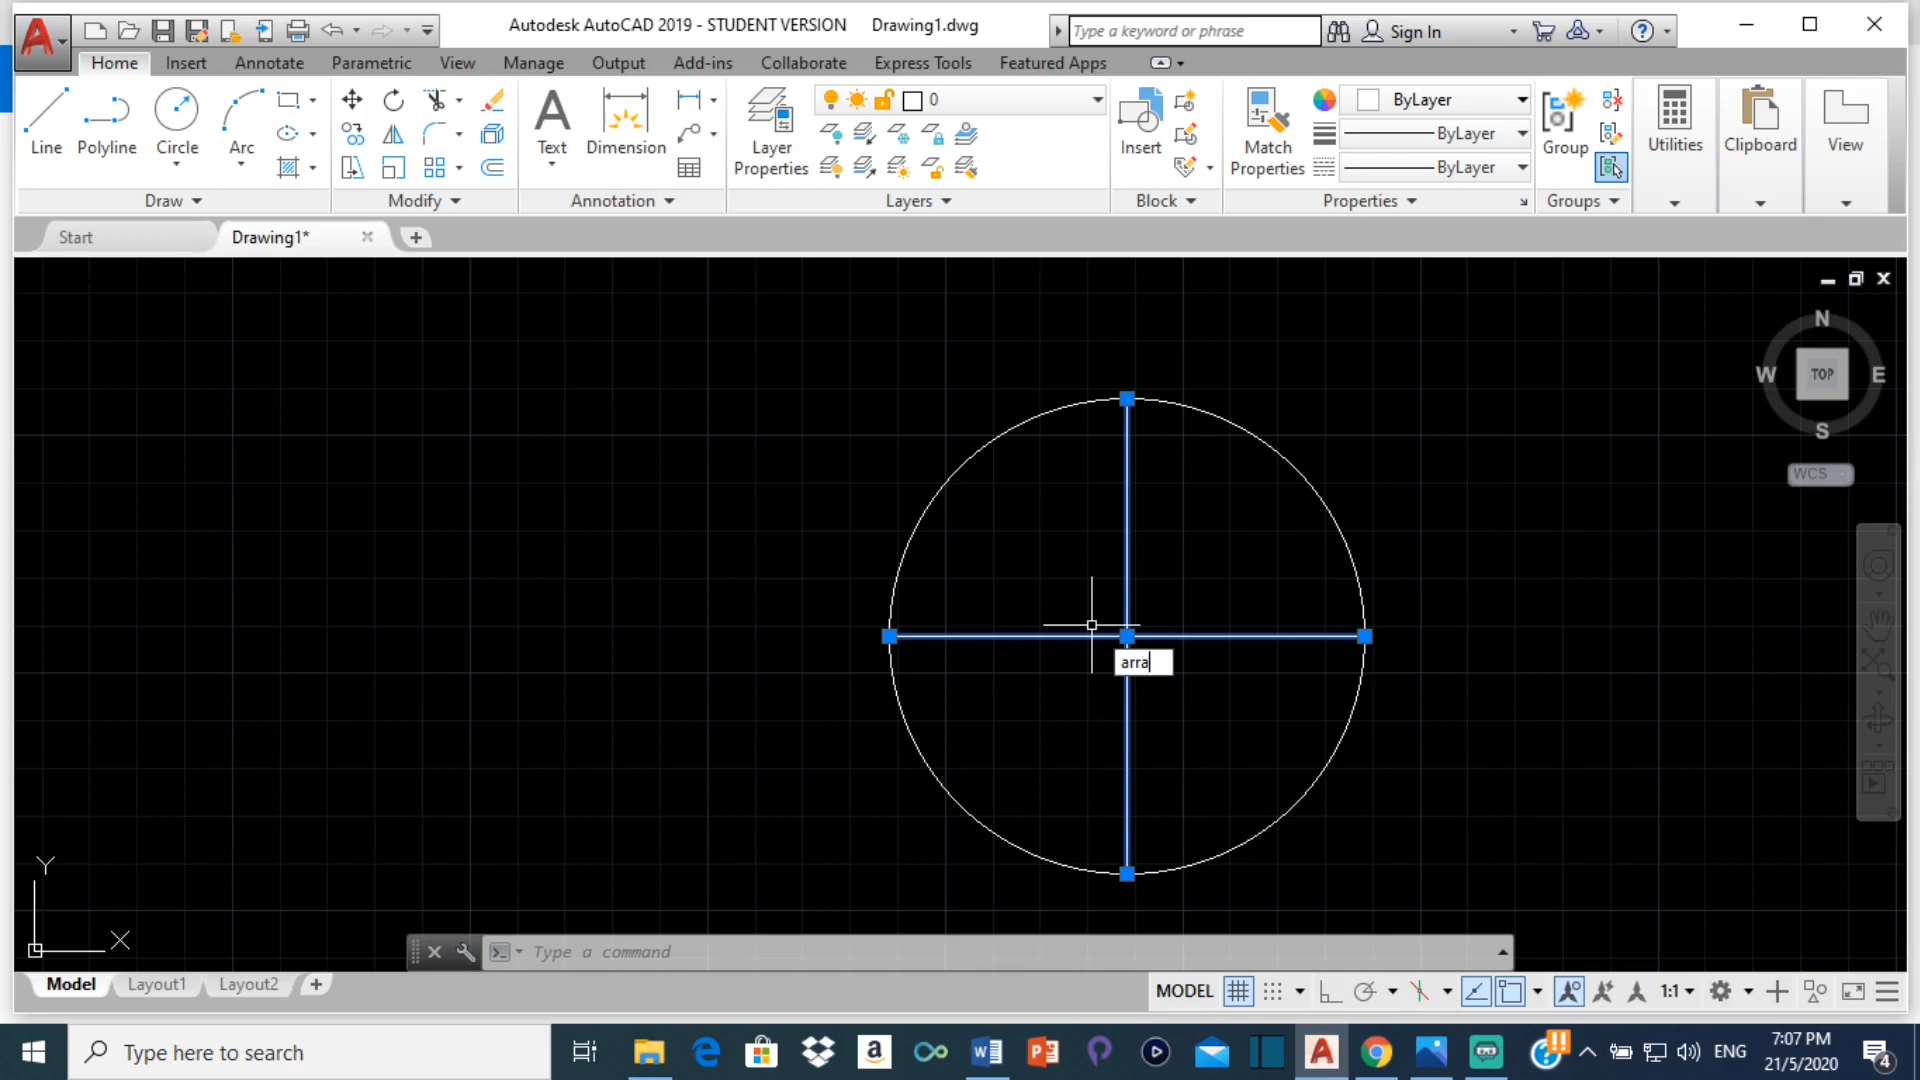 Autodesk AutoCAD 2019 - STUDENT VERSION Drawing1.dwg
Type a keyword or phrase
Sign In
Home Insert Annotate Parametric View Manage Output Add-ins Collaborate Express Tools Featured Apps
Line Polyline Circle Arc
Text Dimension
Layer Properties
0
Insert
Match Properties
ByLayer
ByLayer
ByLayer
Group
Utilities
Clipboard
View
Draw Modify Annotation Layers Block Properties Groups
Start Drawing1*
N
W TOP E
S
WCS
arra
Y
X
Type a command
Model Layout1 Layout2
MODEL 1:1
Type here to search
ENG
7:07 PM
21/5/2020
4